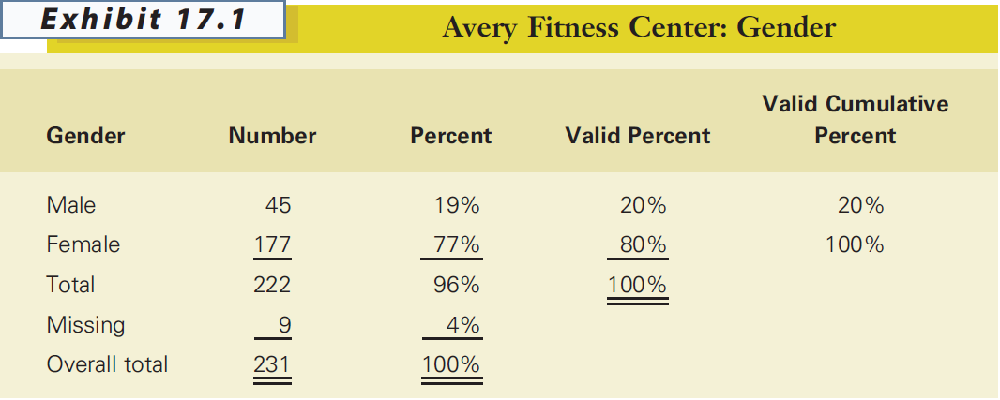 Exhibit 17.1
Avery Fitness Center: Gender
Gender Number Percent Valid Percent Valid Cumulative Percent
Male 45 19% 20% 20%
Female 177 77% 80% 100%
Total 222 96% 100%
Missing 9 4%
Overall total 231 100%